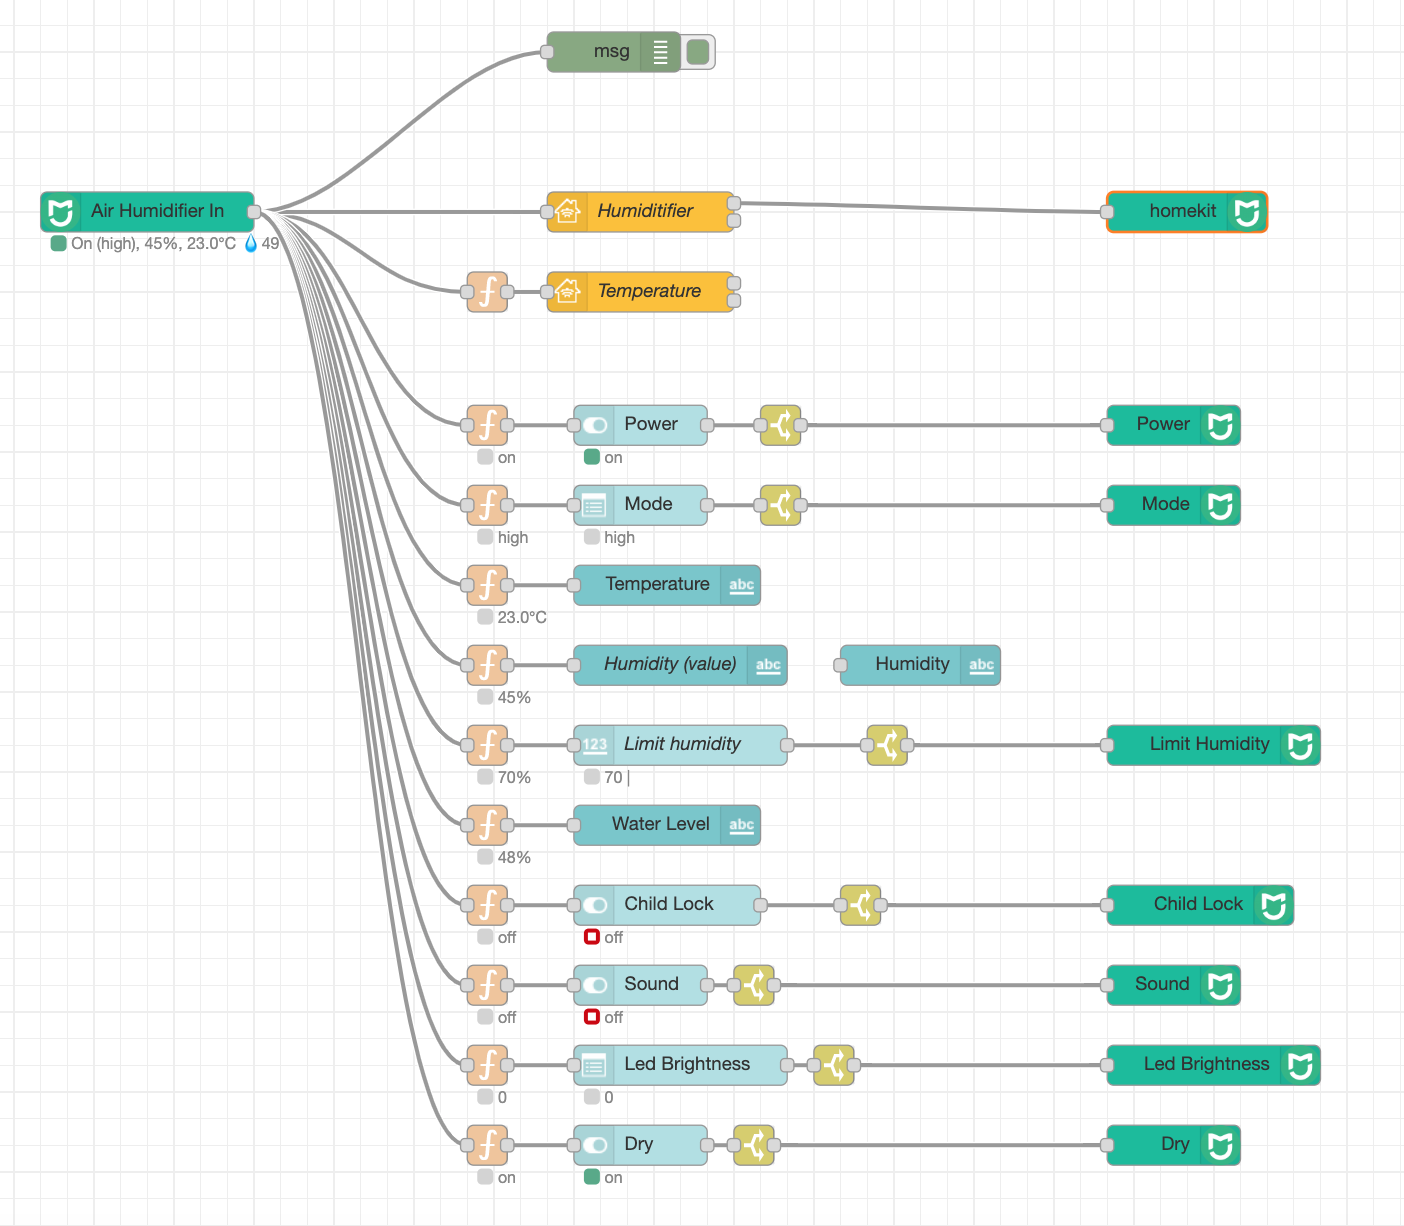 msg
Air Humidifier In
On (high), 45%, 23.0°C 💧49
Humiditifier
homekit
Temperature
Power
Power
on
on
Mode
Mode
high
high
Temperature
abc
23.0°C
Humidity (value)
abc
Humidity
abc
45%
123
Limit humidity
Limit Humidity
70%
70 |
Water Level
abc
48%
Child Lock
Child Lock
off
off
Sound
Sound
off
off
Led Brightness
Led Brightness
0
0
Dry
Dry
on
on